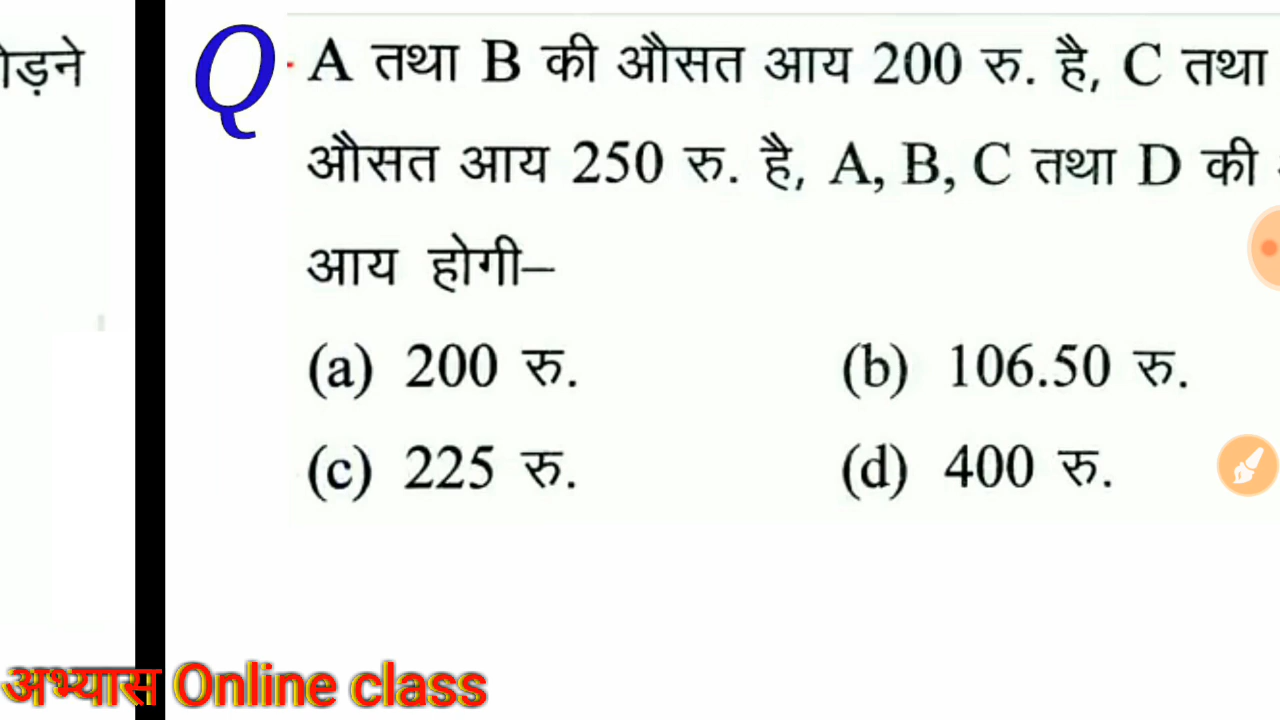 Q. A तथा B की औसत आय 200 रु. है, C तथा
औसत आय 250 रु. है, A, B, C तथा D की
आय होगी–
(a) 200 रु. (b) 106.50 रु.
(c) 225 रु. (d) 400 रु.
अभ्यास Online class